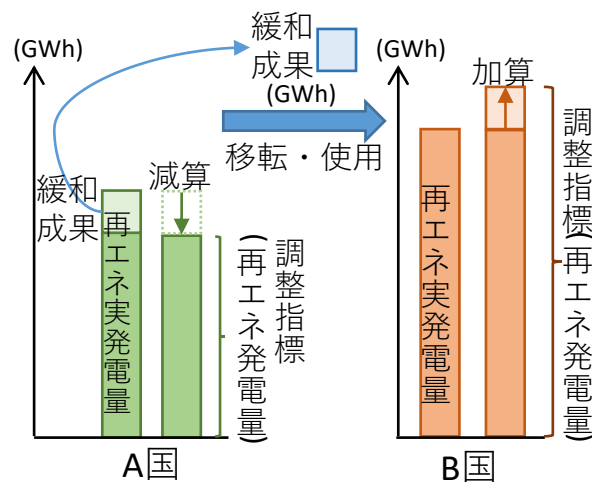 (GWh)
緩和
成果
(GWh)
移転・使用
緩和
成果
再エネ実発電量
減算
調整指標
(再エネ発電量)
A国
(GWh)
加算
再エネ実発電量
調整指標(再エネ発電量)
B国